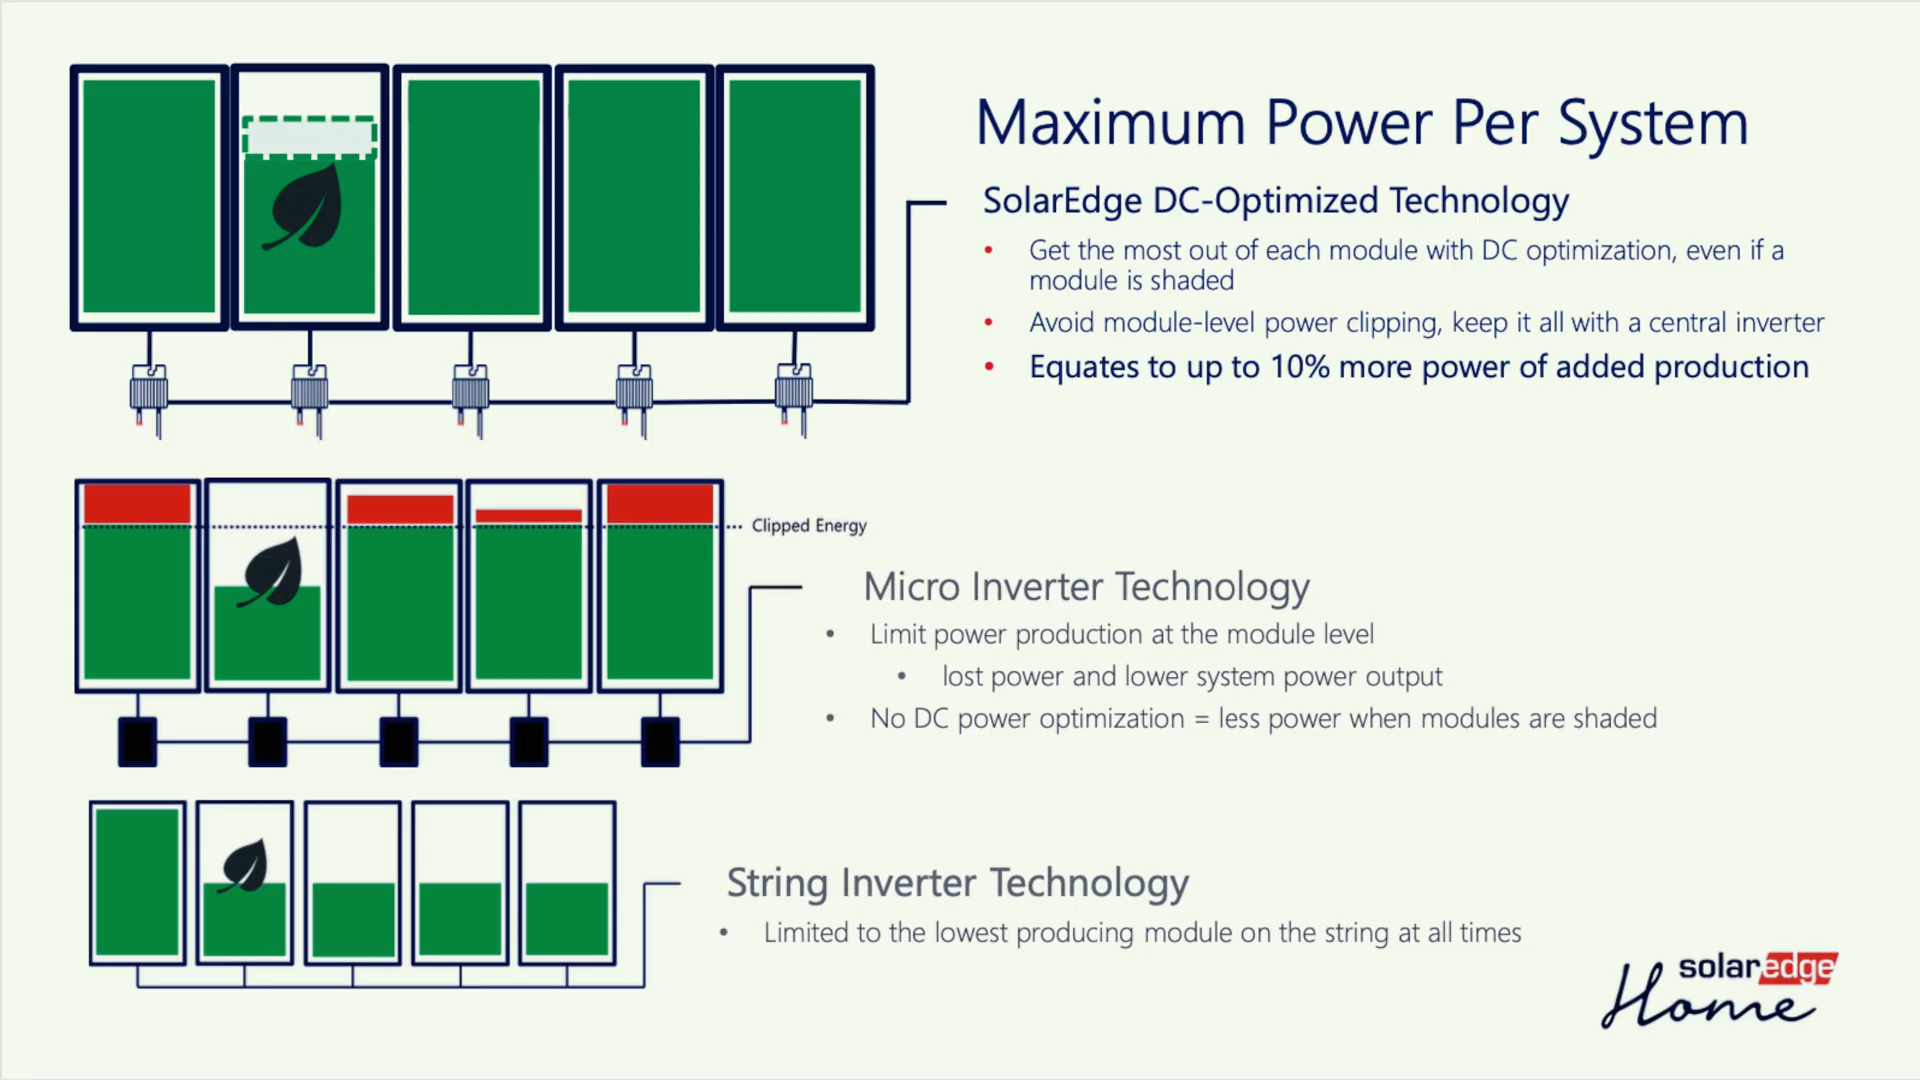 Maximum Power Per System
SolarEdge DC-Optimized Technology
• Get the most out of each module with DC optimization, even if a
module is shaded
• Avoid module-level power clipping, keep it all with a central inverter
• Equates to up to 10% more power of added production
Clipped Energy
Micro Inverter Technology
• Limit power production at the module level
• lost power and lower system power output
• No DC power optimization = less power when modules are shaded
String Inverter Technology
• Limited to the lowest producing module on the string at all times
solaredge
Home